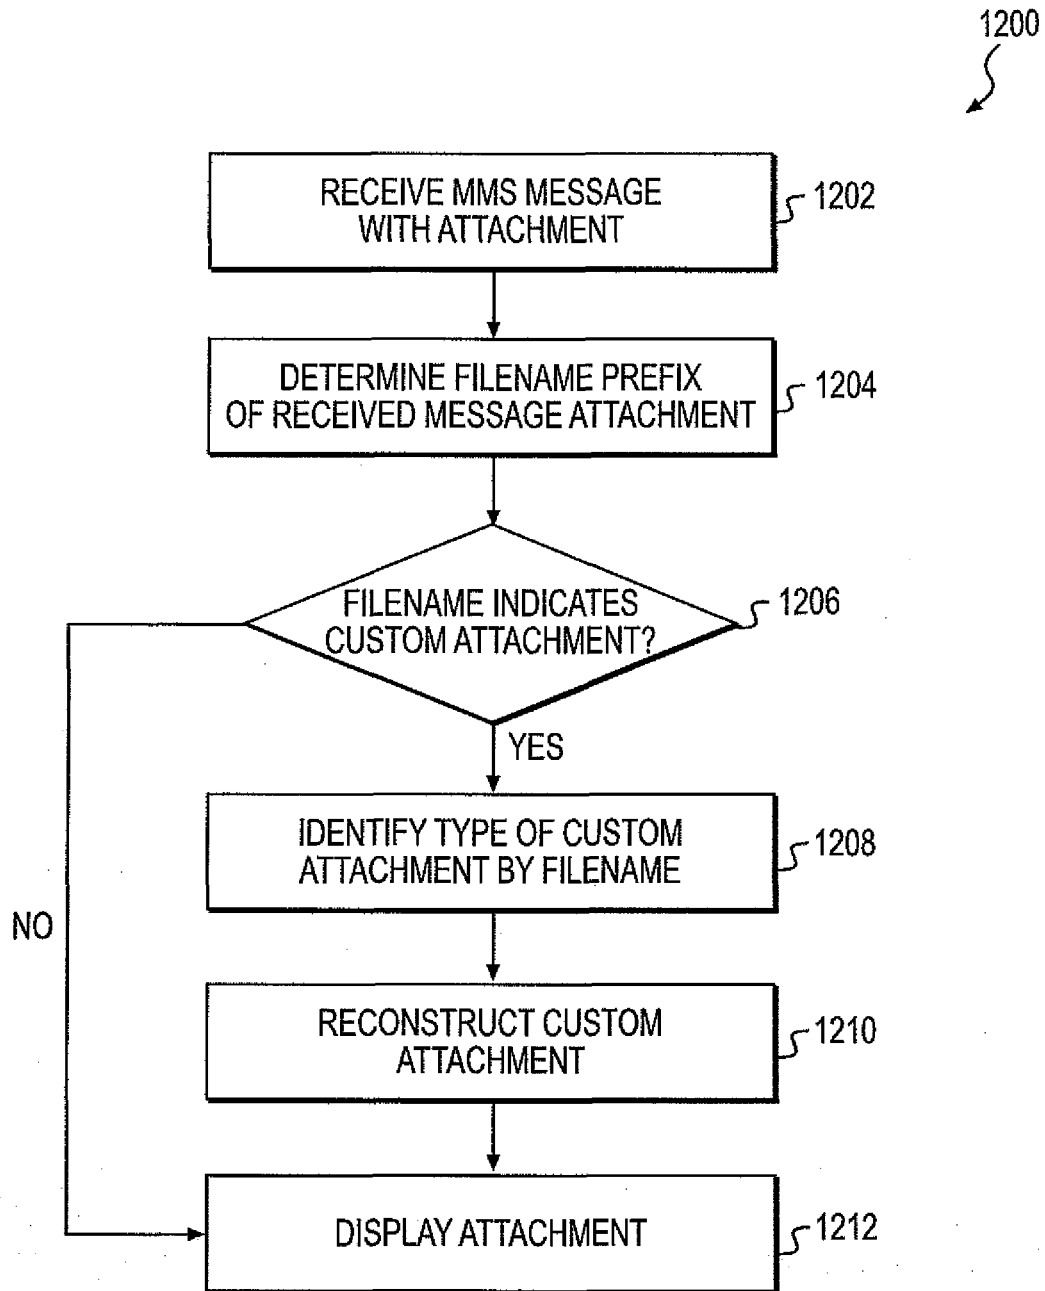 1200
RECEIVE MMS MESSAGE
WITH ATTACHMENT
1202
DETERMINE FILENAME PREFIX
OF RECEIVED MESSAGE ATTACHMENT
1204
FILENAME INDICATES
CUSTOM ATTACHMENT?
1206
YES
IDENTIFY TYPE OF CUSTOM
ATTACHMENT BY FILENAME
1208
NO
RECONSTRUCT CUSTOM
ATTACHMENT
1210
DISPLAY ATTACHMENT
1212